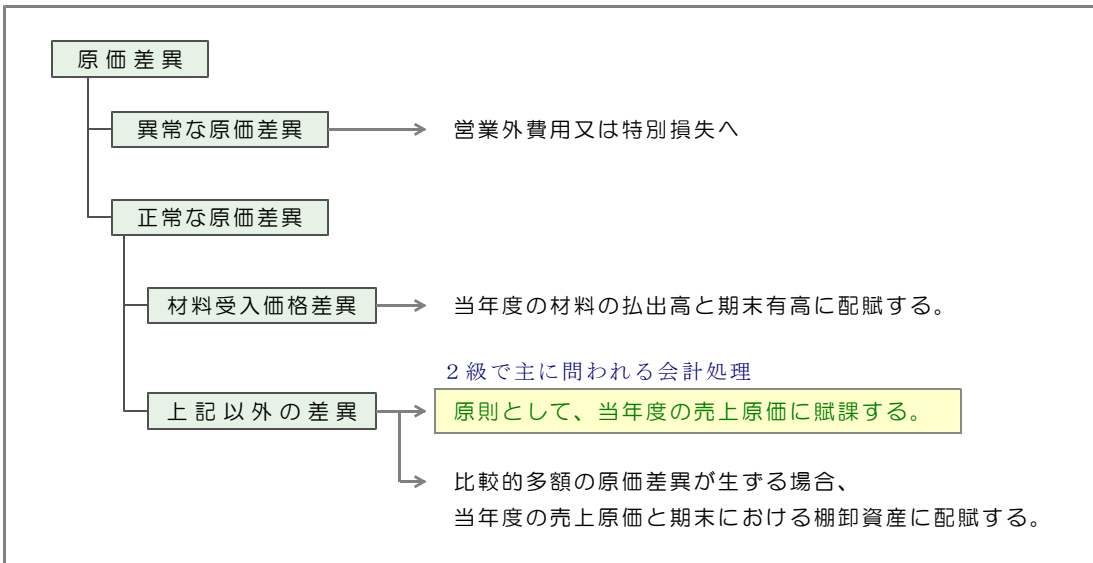 原価差異
異常な原価差異
営業外費用又は特別損失へ
正常な原価差異
材料受入価格差異
当年度の材料の払出高と期末有高に配賦する。
2級で主に問われる会計処理
上記以外の差異
原則として、当年度の売上原価に賦課する。
比較的多額の原価差異が生ずる場合、
当年度の売上原価と期末における棚卸資産に配賦する。